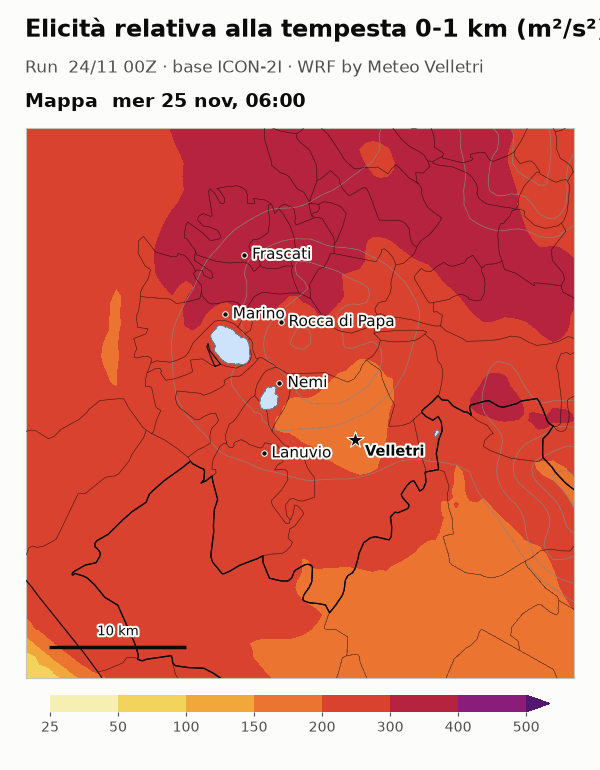 Elicità relativa alla tempesta 0-1 km (m²/s²)
Run 24/11 00Z · base ICON-2I · WRF by Meteo Velletri
Mappa mer 25 nov, 06:00
Frascati
Marino
Rocca di Papa
Nemi
Velletri
Lanuvio
10 km
25 50 100 150 200 300 400 500